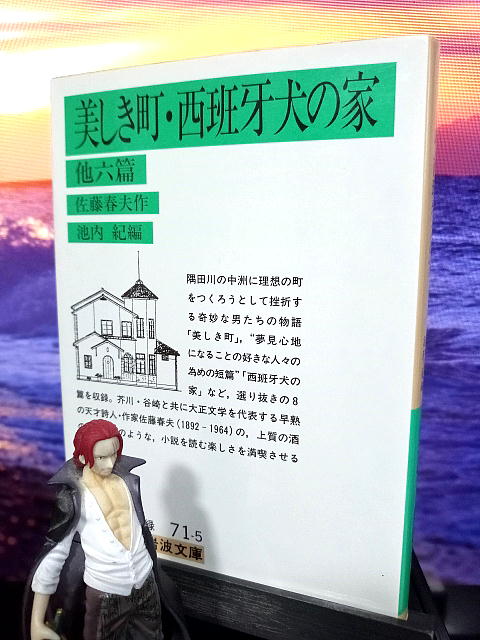 美しき町・西班牙犬の家
他六篇
佐藤春夫作
池内 紀編
隅田川の中洲に理想の町
をつくろうとして挫折す
る奇妙な男たちの物語
「美しき町」，“夢見心地
になることの好きな人々の
為めの短篇”「西班牙犬の
家」など，選り抜きの8
篇を収録。芥川・谷崎と共に大正文学を代表する早熟
の天才詩人・作家佐藤春夫(1892-1964)の，上質の酒
のような，小説を読む楽しさを満喫させる
71-5
岩波文庫